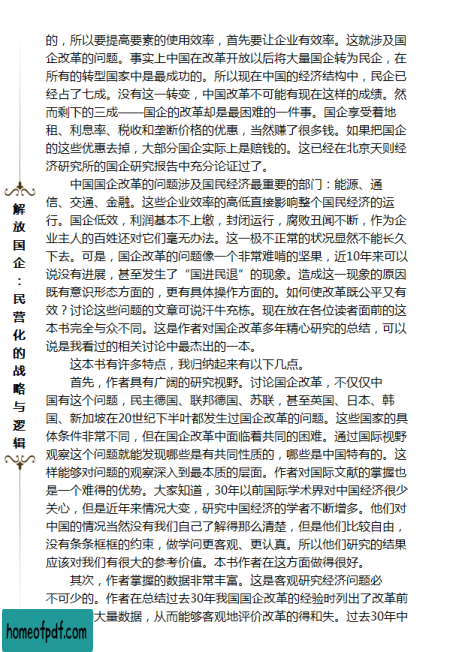 的，所以要提高要素的使用效率，首先要让企业有效率。这就涉及国
企改革的问题。事实上中国在改革开放以后将大量国企转为民企，在
所有的转型国家中是最成功的。所以现在中国的经济结构中，民企已
经占了七成。没有这一转变，中国改革不可能有现在这样的成绩。然
而剩下的三成——国企的改革却是最困难的一件事。国企享受着地
租、利息率、税收和垄断价格的优惠，当然赚了很多钱。如果把国企
的这些优惠去掉，大部分国企实际上是赔钱的。这已经在北京天则经
济研究所的国企研究报告中充分论证过了。
中国国企改革的问题涉及国民经济最重要的部门：能源、通
信、交通、金融。这些企业效率的高低直接影响整个国民经济的运
行。国企低效，利润基本不上缴，封闭运行，腐败丑闻不断，作为企
业主人的百姓还对它们毫无办法。这一极不正常的状况显然不能长久
下去。可是，国企改革的问题像一个非常难啃的坚果，近10年来可以
说没有进展，甚至发生了“国进民退”的现象。造成这一现象的原因
既有意识形态方面的，更有具体操作方面的。如何使改革既公平又有
效？讨论这些问题的文章可说汗牛充栋。现在放在各位读者面前的这
本书完全与众不同。这是作者对国企改革多年精心研究的总结，可以
说是我看过的相关讨论中最杰出的一本。
这本书有许多特点，我归纳起来有以下几点。
首先，作者具有广阔的研究视野。讨论国企改革，不仅仅中
国有这个问题，民主德国、联邦德国、苏联，甚至英国、日本、韩
国、新加坡在20世纪下半叶都发生过国企改革的问题。这些国家的具
体条件非常不同，但在国企改革中面临着共同的困难。通过国际视野
观察这个问题就能发现哪些是有共同性质的，哪些是中国特有的。这
样能够对问题的观察深入到最本质的层面。作者对国际文献的掌握也
是一个难得的优势。大家知道，30年以前国际学术界对中国经济很少
关心，但是近年来情况大变，研究中国经济的学者不断增多。他们对
中国的情况当然没有我们自己了解得那么清楚，但是他们比较自由，
没有条条框框的约束，做学问更客观、更认真。所以他们研究的结果
应该对我们有很大的参考价值。本书作者在这方面做得很好。
其次，作者掌握的数据非常丰富。这是客观研究经济问题必
不可少的。作者在总结过去30年我国国企改革的经验时列出了改革前
大量数据，从而能够客观地评价改革的得和失。过去30年中
解放国企：民营化的战略与逻辑
homeofpdf.com